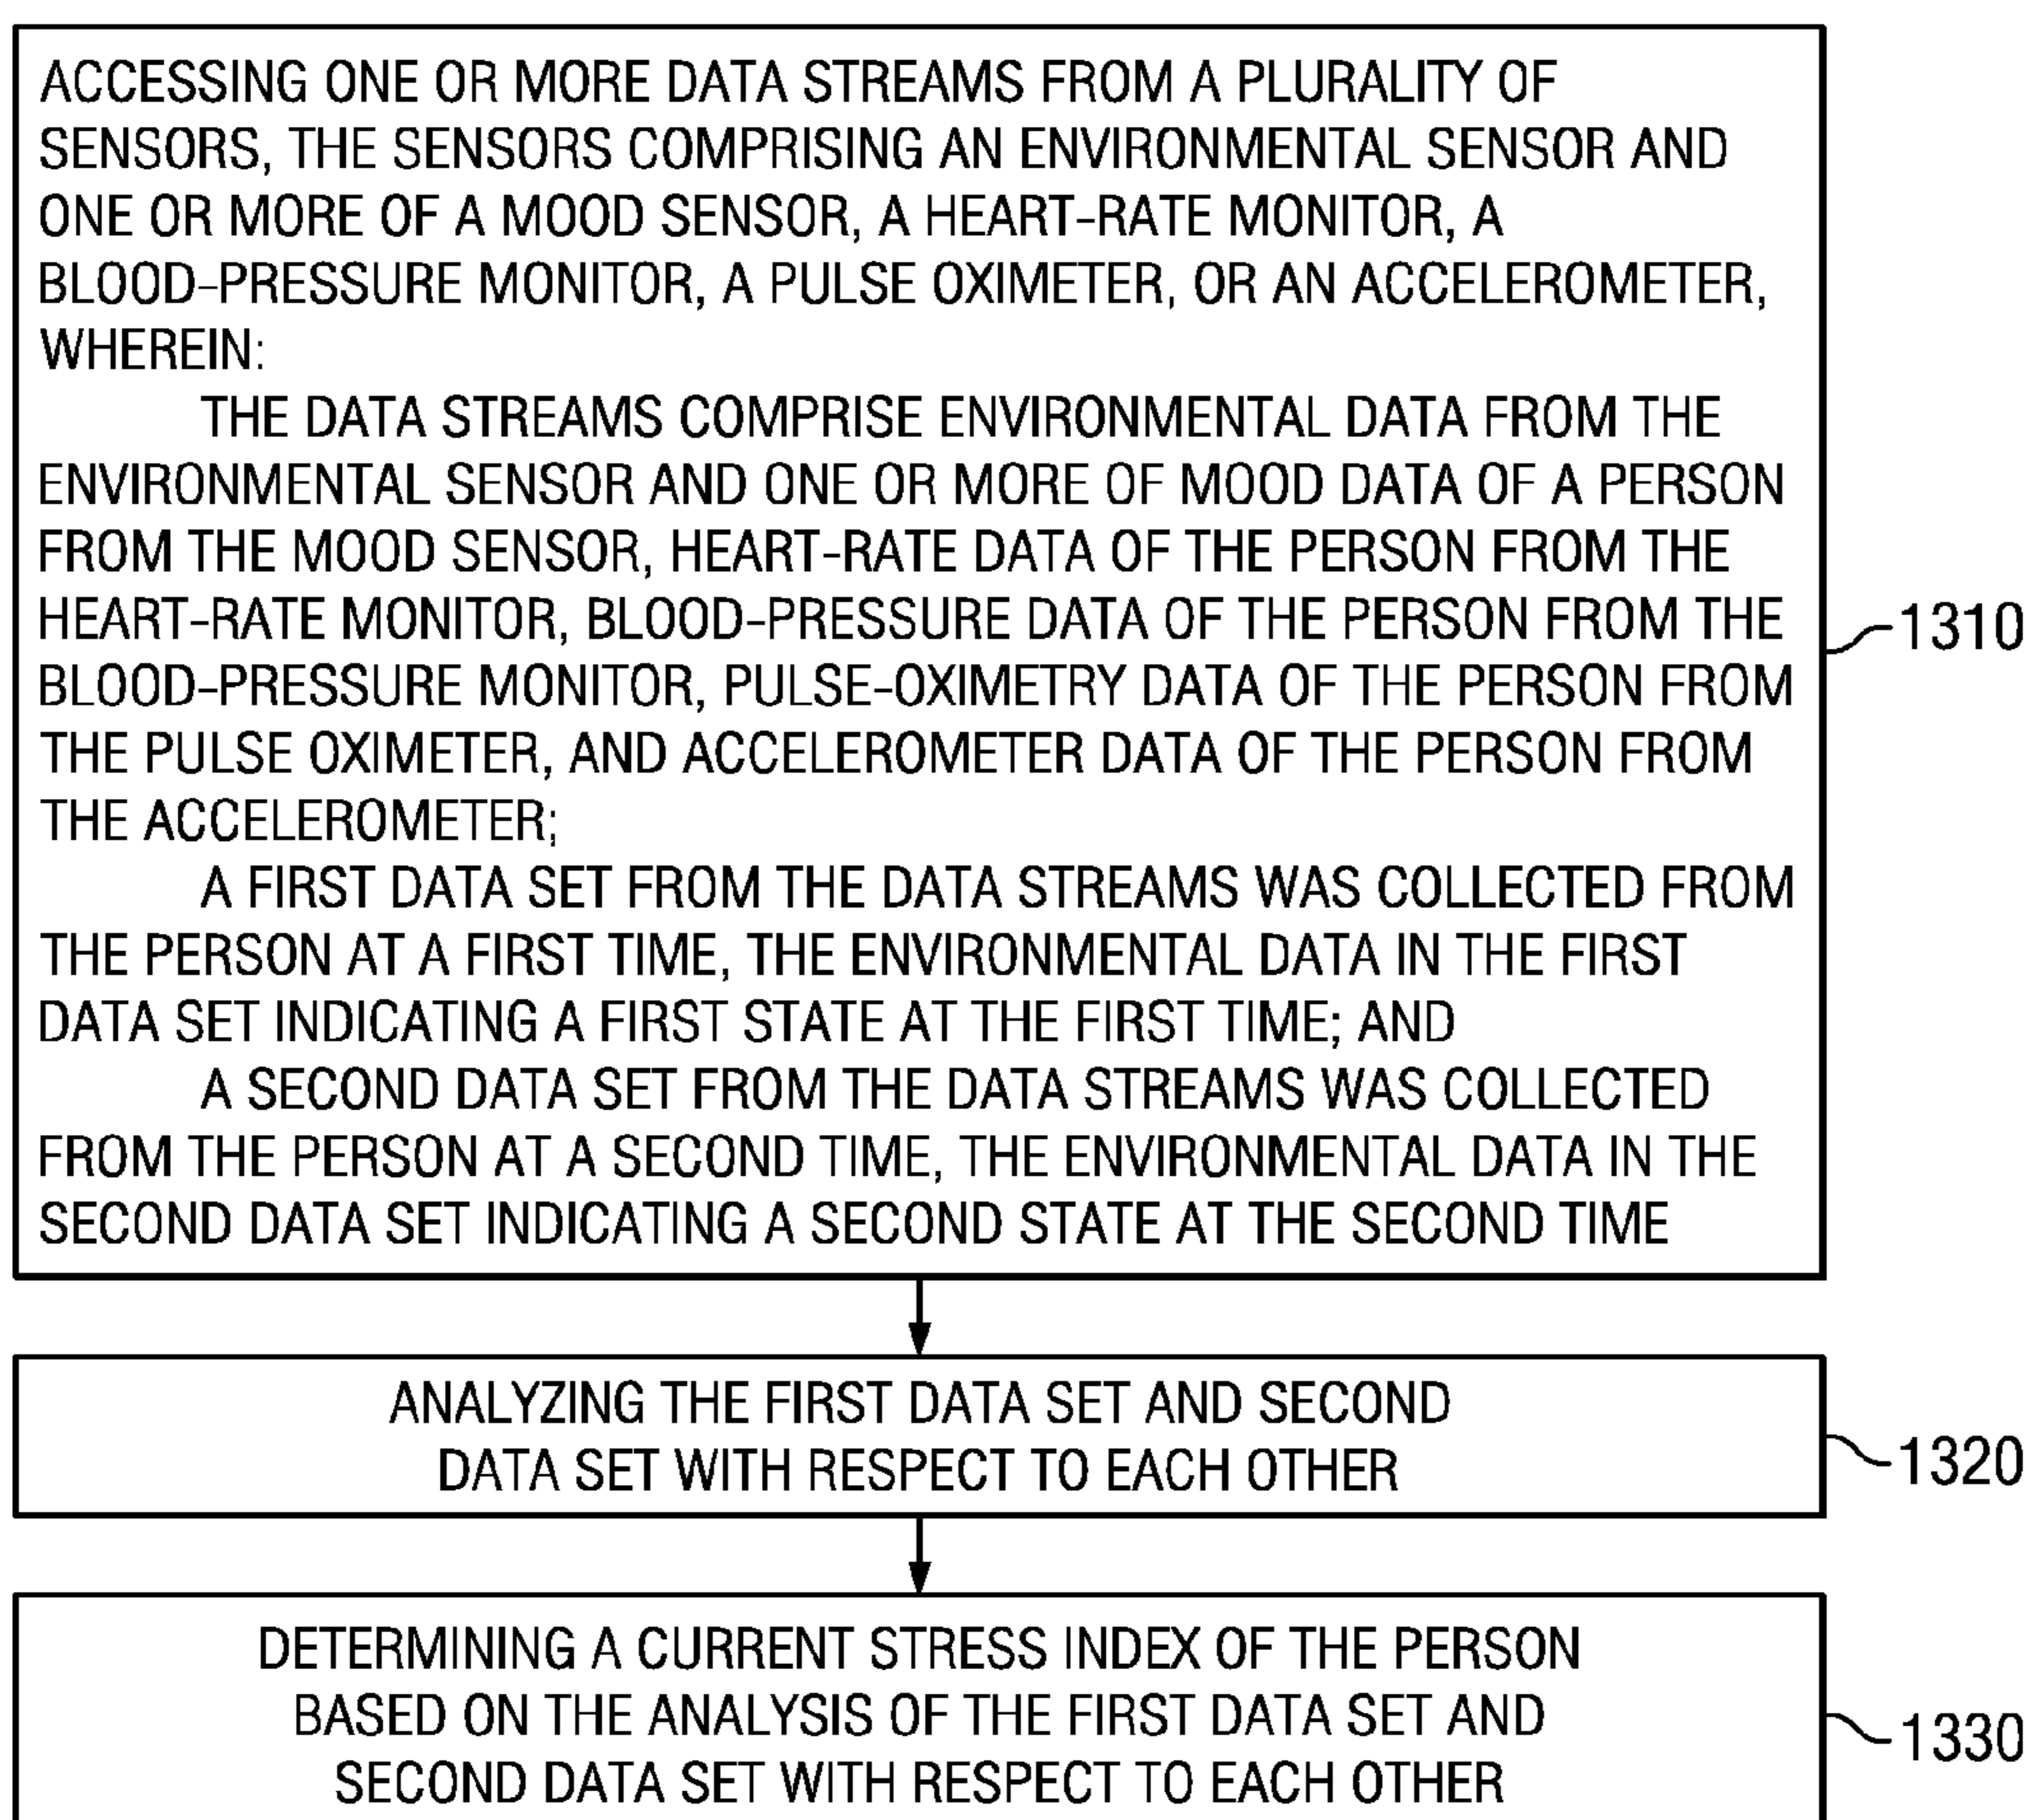 ACCESSING ONE OR MORE DATA STREAMS FROM A PLURALITY OF
SENSORS, THE SENSORS COMPRISING AN ENVIRONMENTAL SENSOR AND
ONE OR MORE OF A MOOD SENSOR, A HEART-RATE MONITOR, A
BLOOD-PRESSURE MONITOR, A PULSE OXIMETER, OR AN ACCELEROMETER,
WHEREIN:
THE DATA STREAMS COMPRISE ENVIRONMENTAL DATA FROM THE
ENVIRONMENTAL SENSOR AND ONE OR MORE OF MOOD DATA OF A PERSON
FROM THE MOOD SENSOR, HEART-RATE DATA OF THE PERSON FROM THE
HEART-RATE MONITOR, BLOOD-PRESSURE DATA OF THE PERSON FROM THE
BLOOD-PRESSURE MONITOR, PULSE-OXIMETRY DATA OF THE PERSON FROM
THE PULSE OXIMETER, AND ACCELEROMETER DATA OF THE PERSON FROM
THE ACCELEROMETER;
A FIRST DATA SET FROM THE DATA STREAMS WAS COLLECTED FROM
THE PERSON AT A FIRST TIME, THE ENVIRONMENTAL DATA IN THE FIRST
DATA SET INDICATING A FIRST STATE AT THE FIRST TIME; AND
A SECOND DATA SET FROM THE DATA STREAMS WAS COLLECTED
FROM THE PERSON AT A SECOND TIME, THE ENVIRONMENTAL DATA IN THE
SECOND DATA SET INDICATING A SECOND STATE AT THE SECOND TIME
1310
ANALYZING THE FIRST DATA SET AND SECOND
DATA SET WITH RESPECT TO EACH OTHER
1320
DETERMINING A CURRENT STRESS INDEX OF THE PERSON
BASED ON THE ANALYSIS OF THE FIRST DATA SET AND
SECOND DATA SET WITH RESPECT TO EACH OTHER
1330